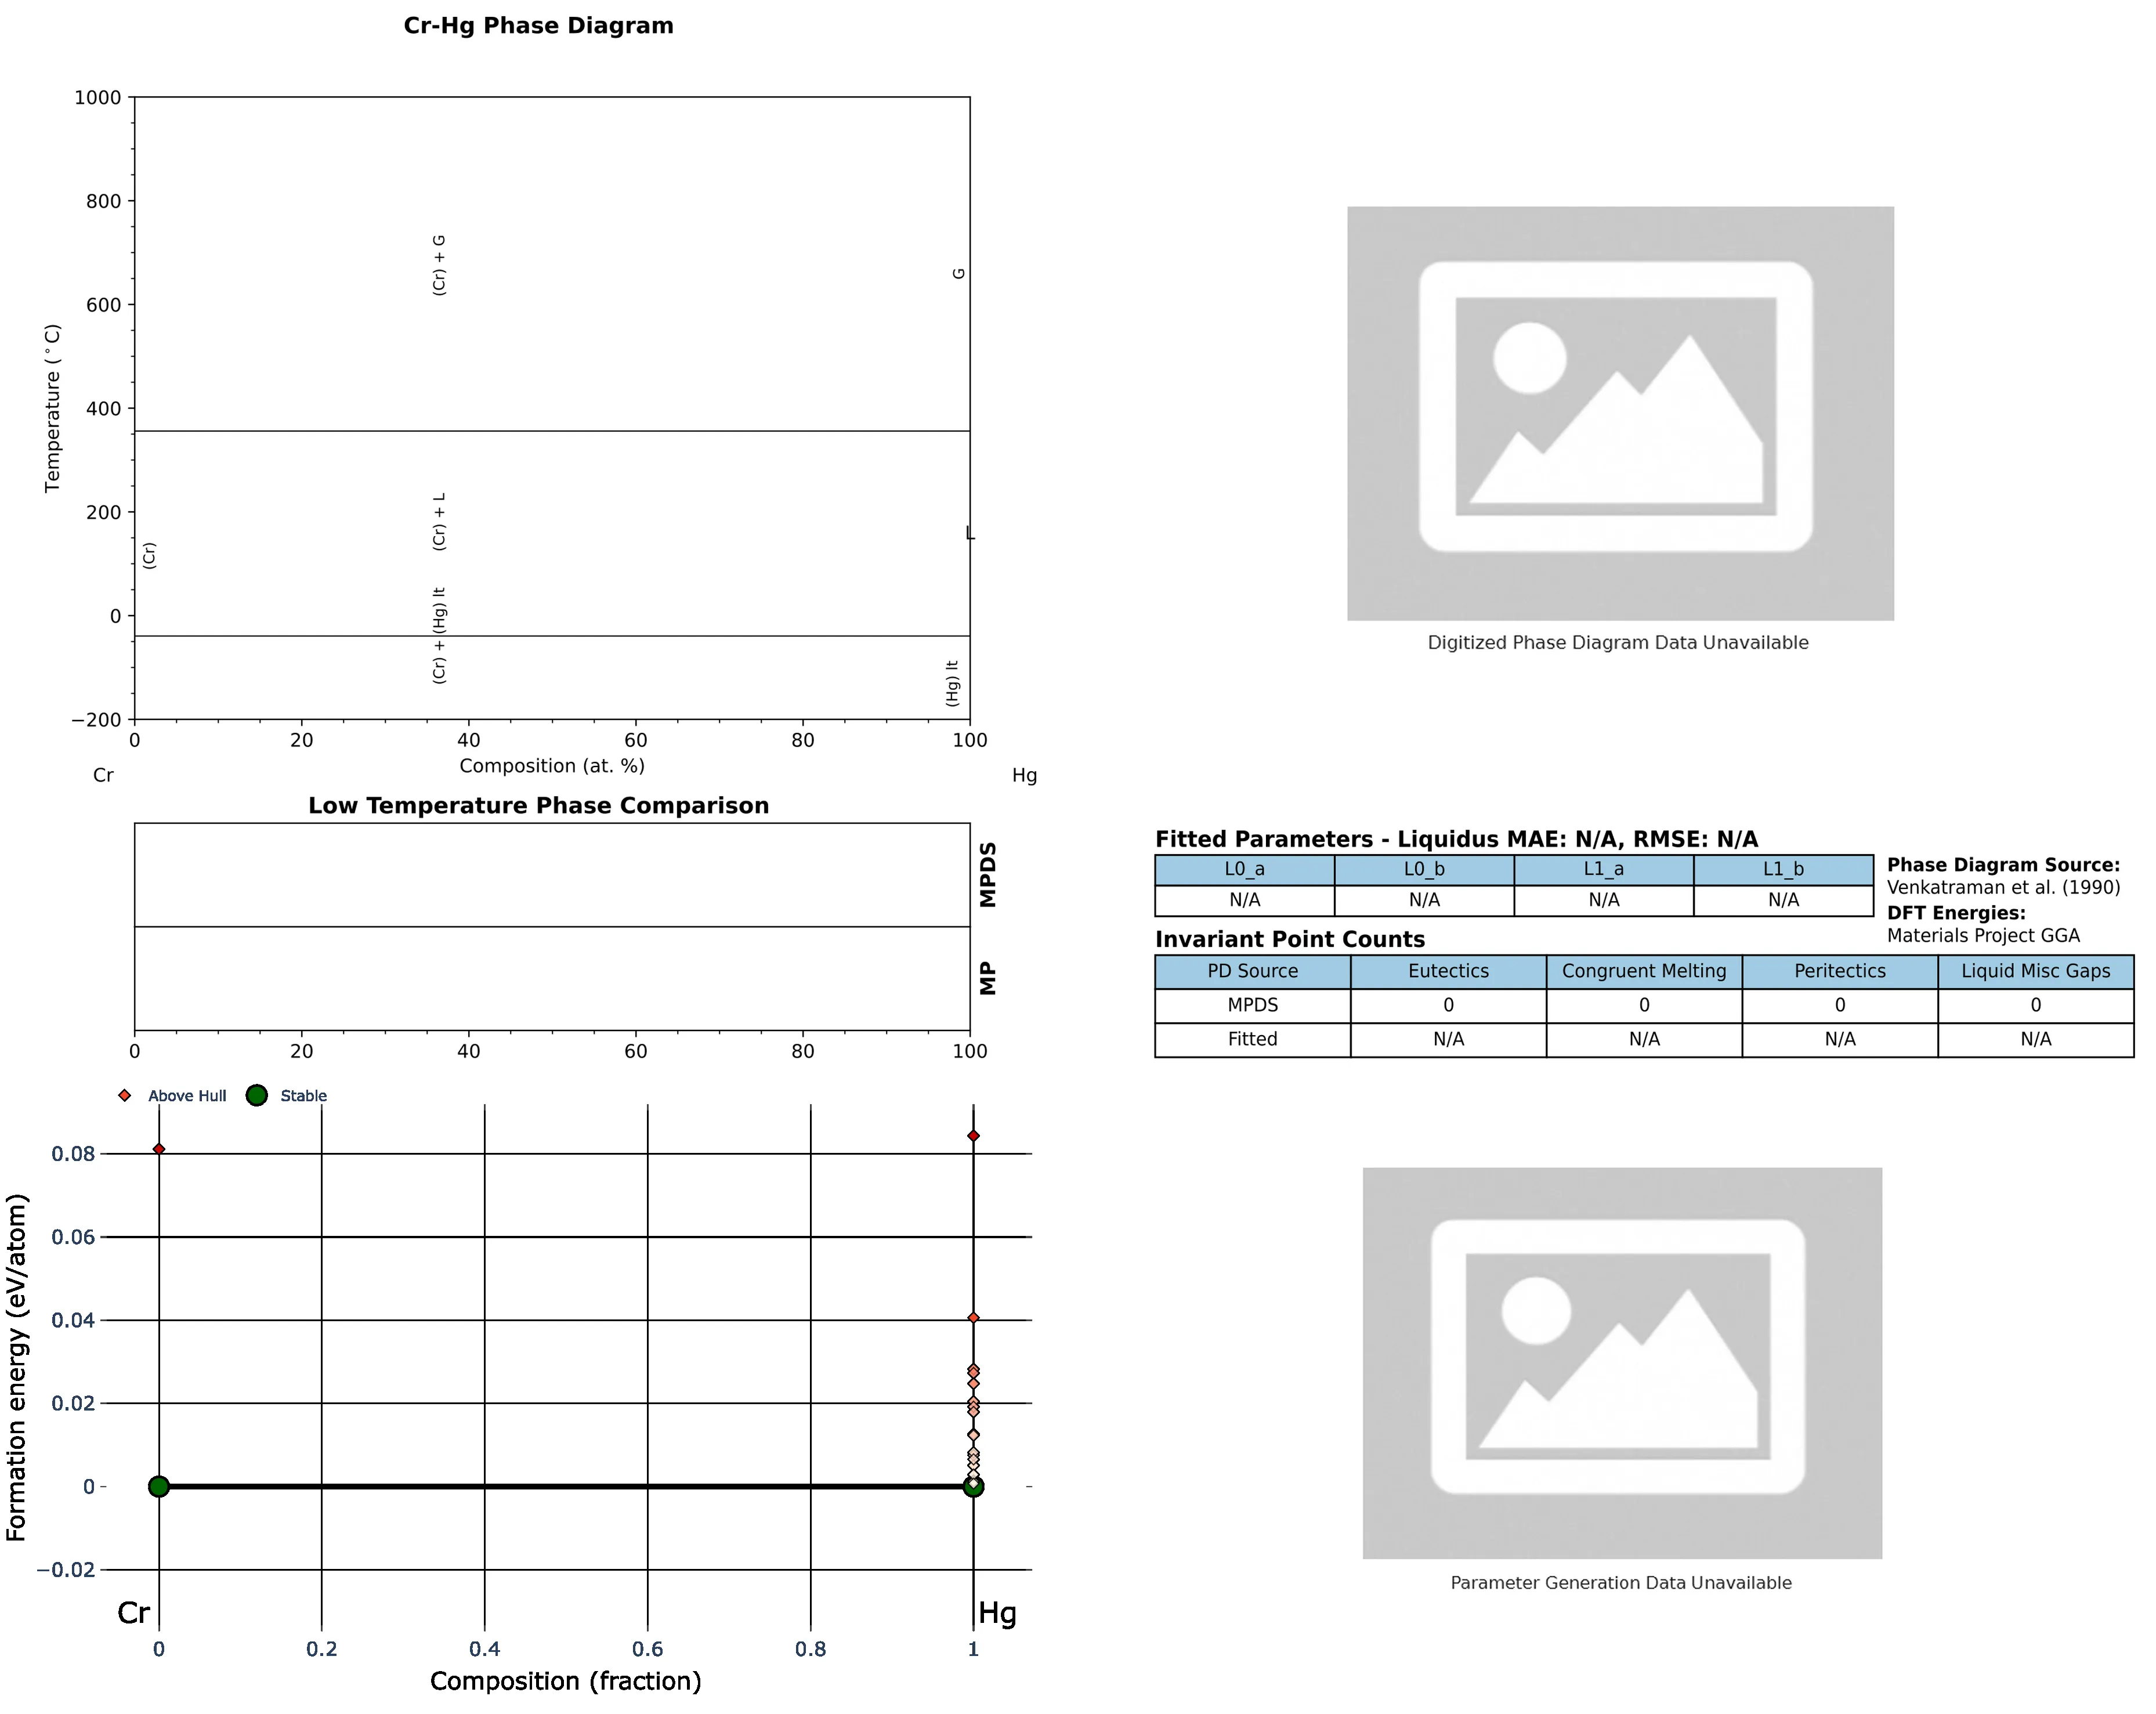 Cr-Hg Phase Diagram
1000
800
600
400
200
0
−200
Temperature (°C)
(Cr) + G
G
(Cr) + L
L
(Cr)
(Cr) + (Hg) lt
(Hg) lt
0 20 40 60 80 100
Cr Composition (at. %) Hg
Low Temperature Phase Comparison
MPDS
MP
0 20 40 60 80 100
Above Hull Stable
0.08
0.06
0.04
0.02
0
−0.02
Formation energy (eV/atom)
Cr Hg
0 0.2 0.4 0.6 0.8 1
Composition (fraction)
Digitized Phase Diagram Data Unavailable
Fitted Parameters - Liquidus MAE: N/A, RMSE: N/A
L0_a L0_b L1_a L1_b
N/A N/A N/A N/A
Phase Diagram Source:
Venkatraman et al. (1990)
DFT Energies:
Materials Project GGA
Invariant Point Counts
PD Source Eutectics Congruent Melting Peritectics Liquid Misc Gaps
MPDS 0 0 0 0
Fitted N/A N/A N/A N/A
Parameter Generation Data Unavailable